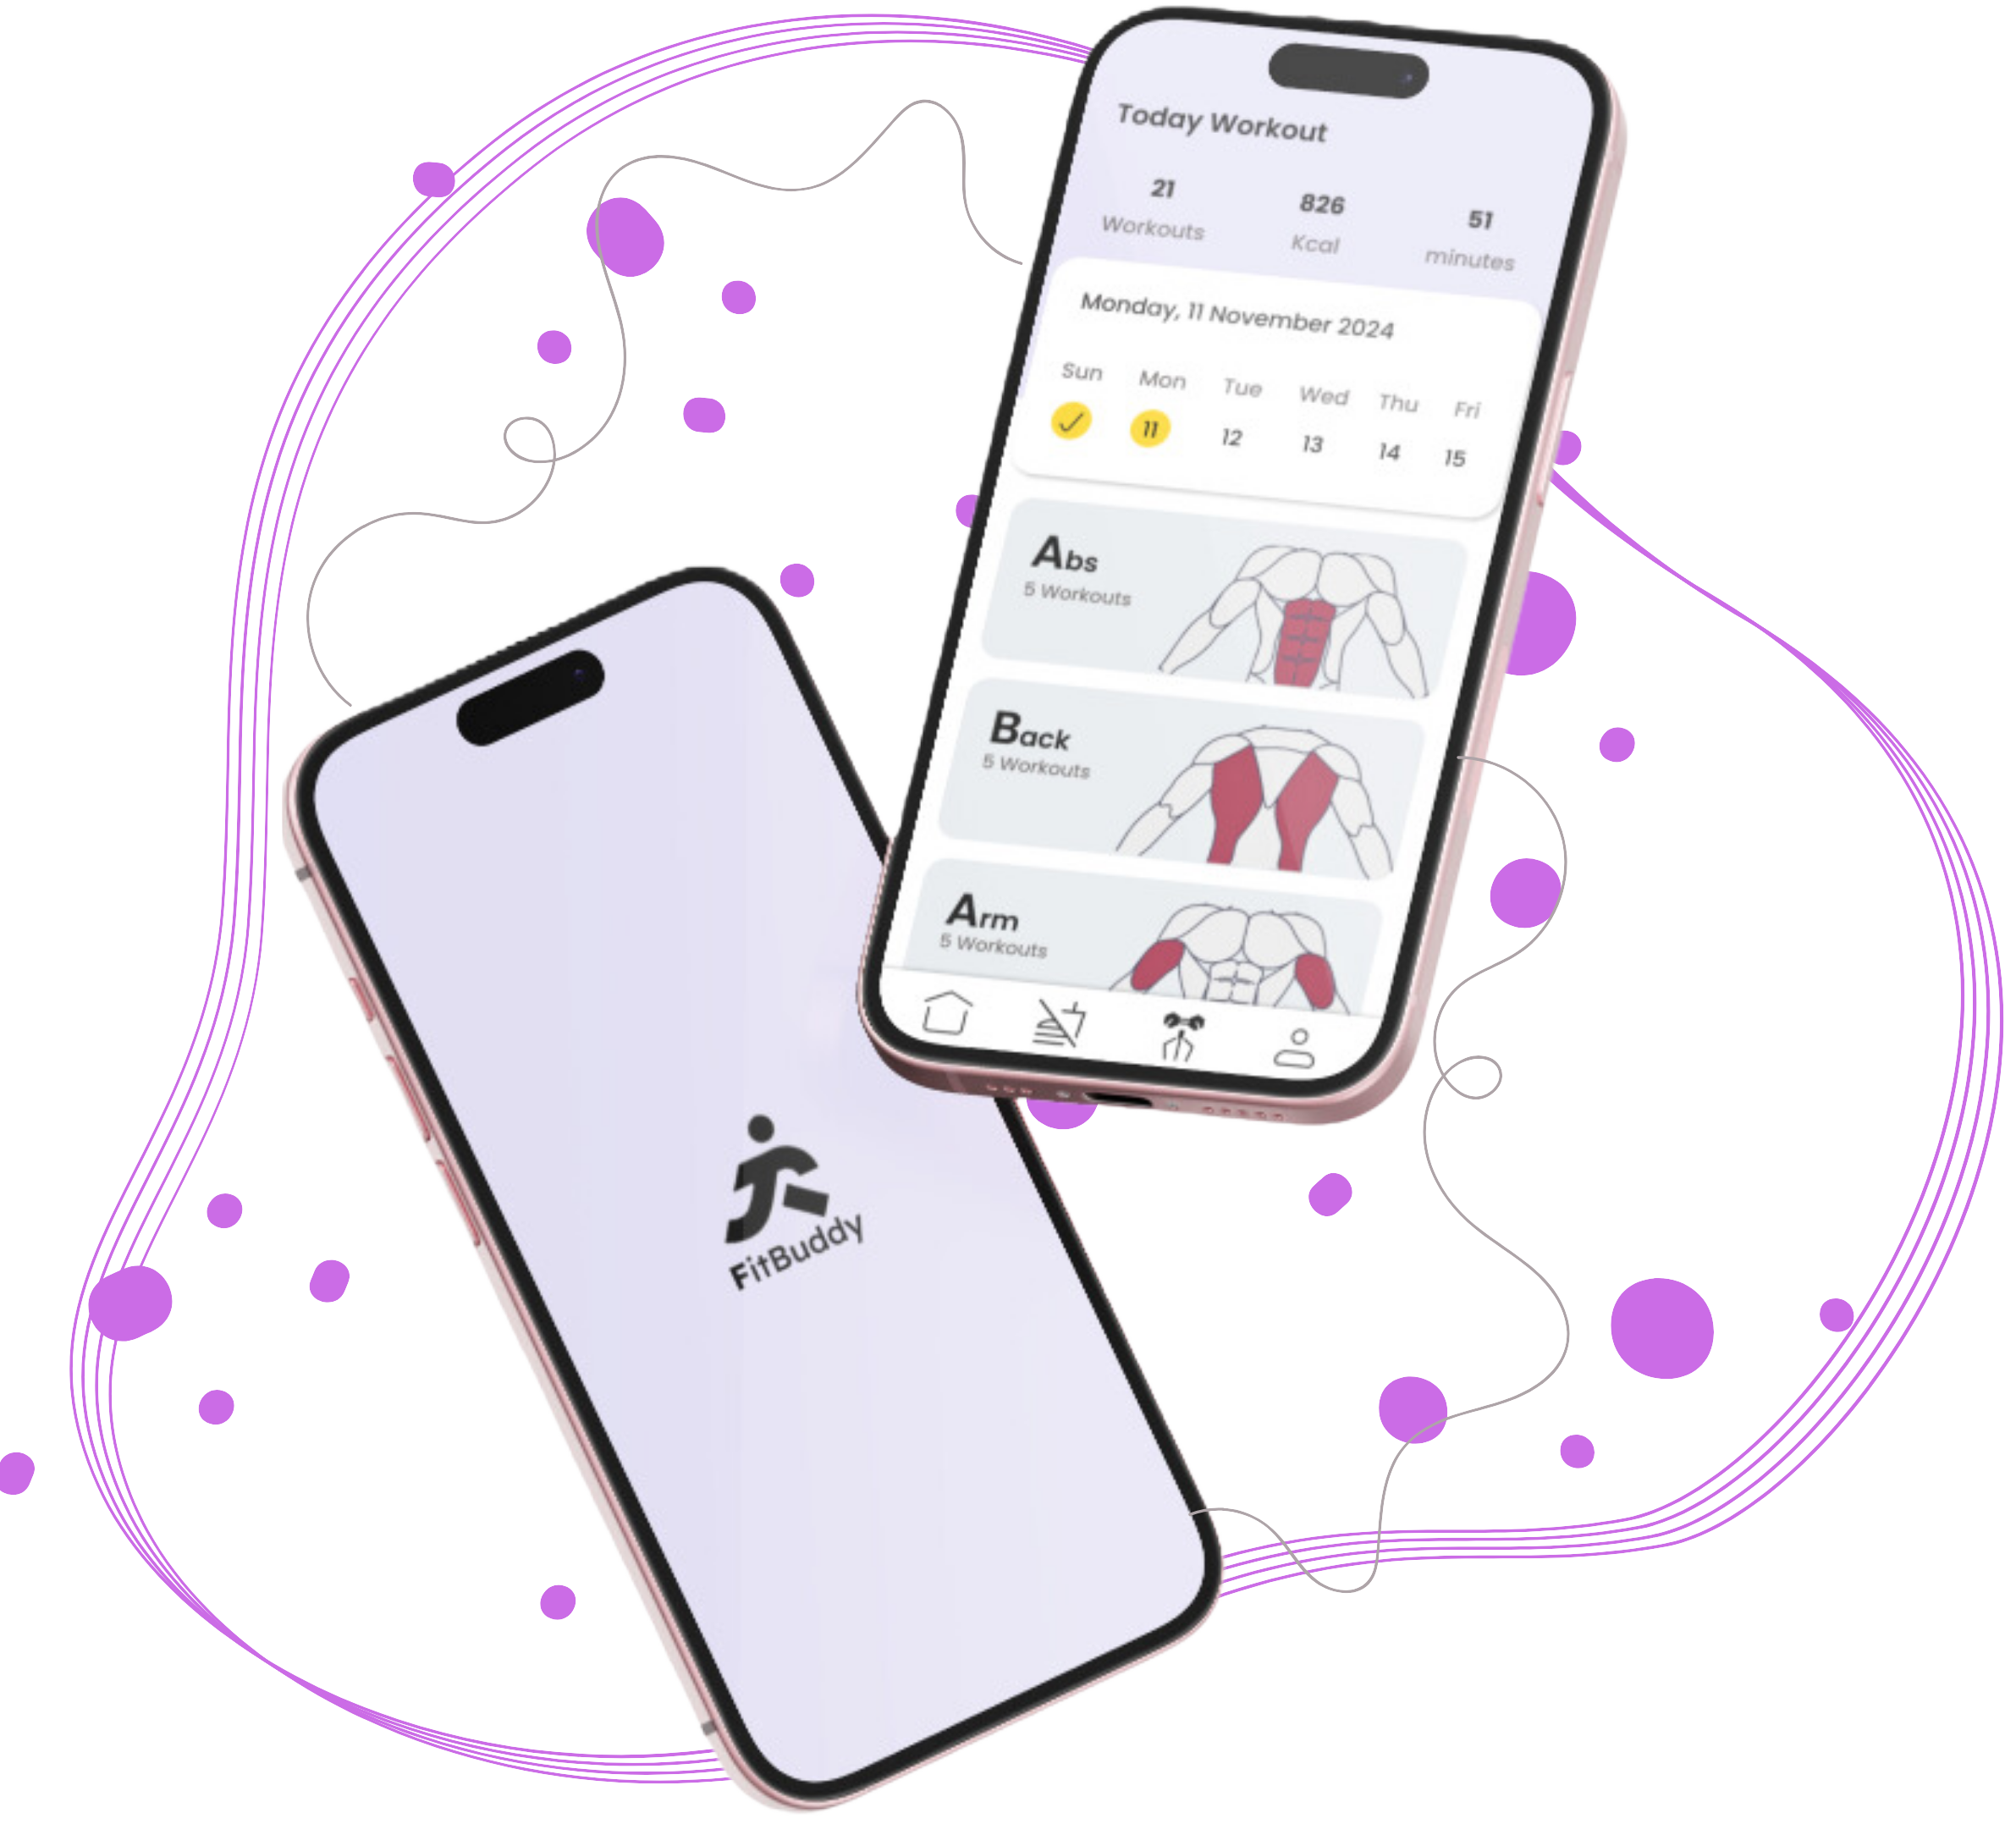 Today Workout
21 826 51
Workouts Kcal minutes
Monday, 11 November 2024
Sun Mon Tue Wed Thu Fri
11 12 13 14 15
Abs
5 Workouts
Back
5 Workouts
Arm
5 Workouts
FitBuddy